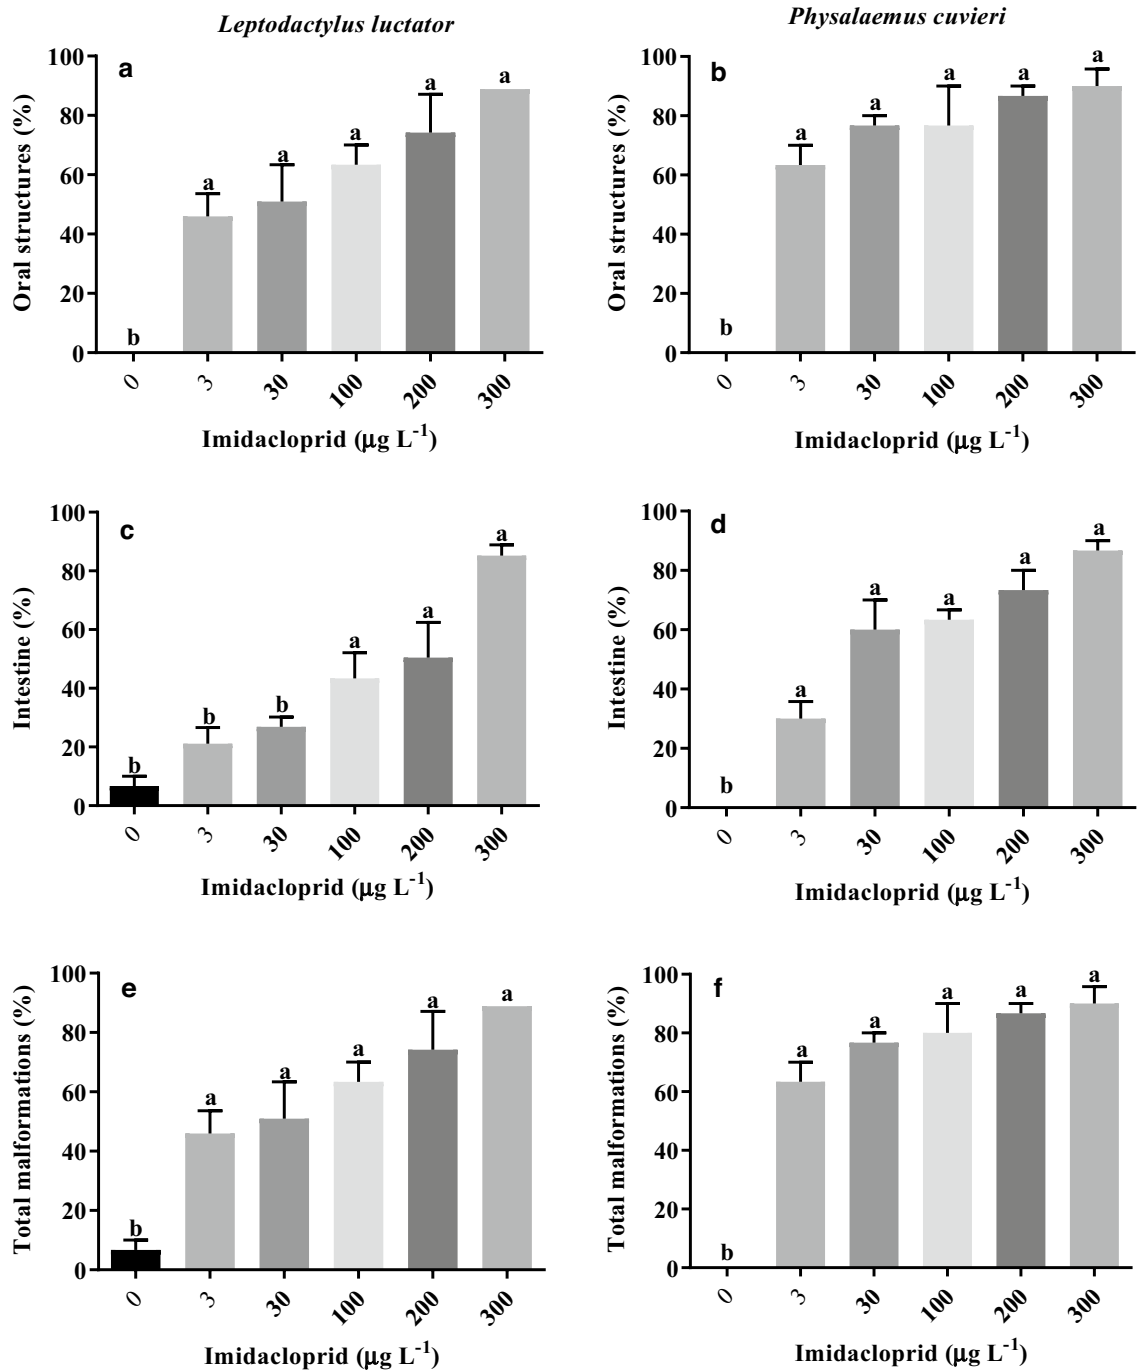 Leptodactylus luctator
Physalaemus cuvieri
a
Oral structures (%)
100
80
60
40
20
0
b
a
a
a
a
a
0
3
30
100
200
300
Imidacloprid (μg L-1)
b
Oral structures (%)
100
80
60
40
20
0
b
a
a
a
a
a
0
3
30
100
200
300
Imidacloprid (μg L-1)
c
Intestine (%)
100
80
60
40
20
0
b
b
b
a
a
a
0
3
30
100
200
300
Imidacloprid (μg L-1)
d
Intestine (%)
100
80
60
40
20
0
b
a
a
a
a
a
0
3
30
100
200
300
Imidacloprid (μg L-1)
e
Total malformations (%)
100
80
60
40
20
0
b
a
a
a
a
a
0
3
30
100
200
300
Imidacloprid (μg L-1)
f
Total malformations (%)
100
80
60
40
20
0
b
a
a
a
a
a
0
3
30
100
200
300
Imidacloprid (μg L-1)